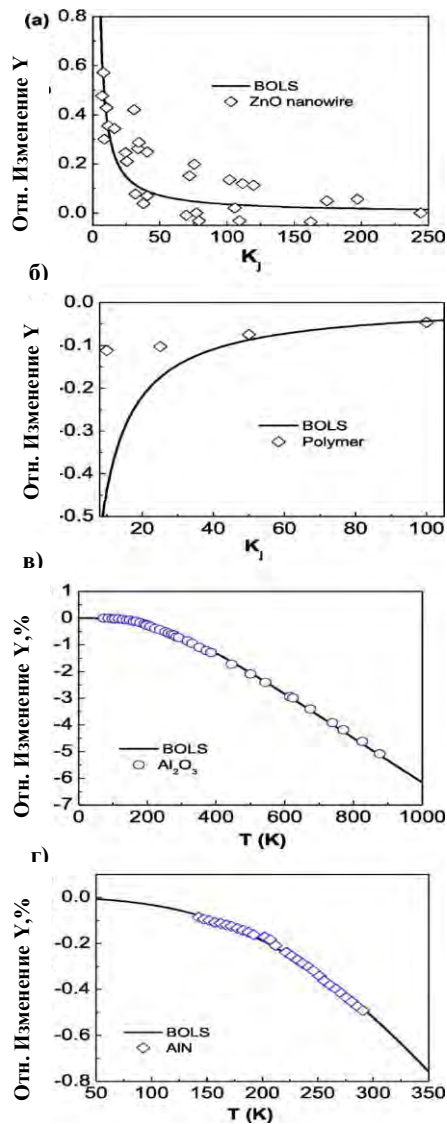 (а)
0.8
0.6
0.4
0.2
0.0
Отн. Изменение Y
BOLS
ZnO nanowire
0 50 100 150 200 250
K_j
б)
-0.0
-0.1
-0.2
-0.3
-0.4
-0.5
Отн. Изменение Y
BOLS
Polymer
20 40 60 80 100
K_j
в)
1
0
-1
-2
-3
-4
-5
-6
-7
Отн. Изменение Y,%
BOLS
Al₂O₃
0 200 400 600 800 1000
T (K)
г)
0.0
-0.2
-0.4
-0.6
-0.8
Отн. Изменение Y,%
BOLS
AlN
50 100 150 200 250 300 350
T (K)